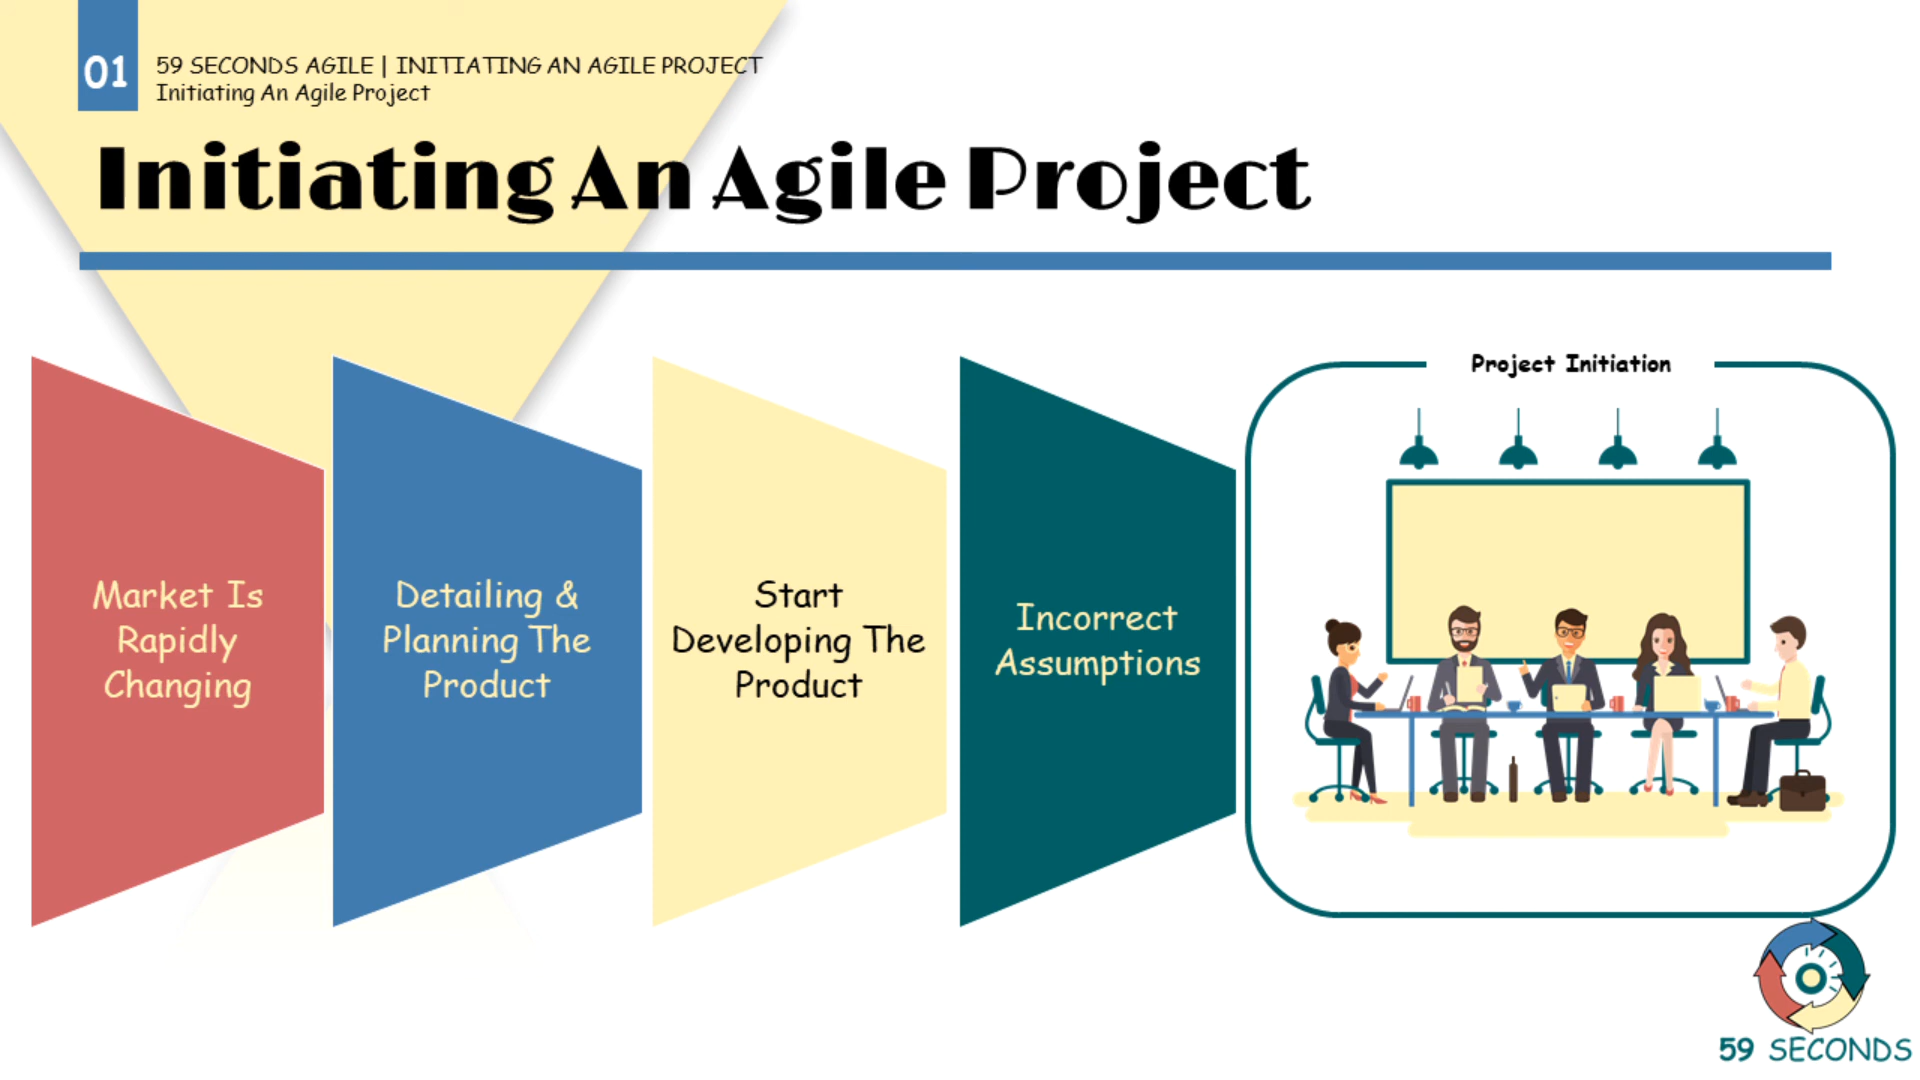 01
59 SECONDS AGILE | INITIATING AN AGILE PROJECT
Initiating An Agile Project
Initiating An Agile Project
Market Is
Rapidly
Changing
Detailing &
Planning The
Product
Start
Developing The
Product
Incorrect
Assumptions
Project Initiation
59 SECONDS